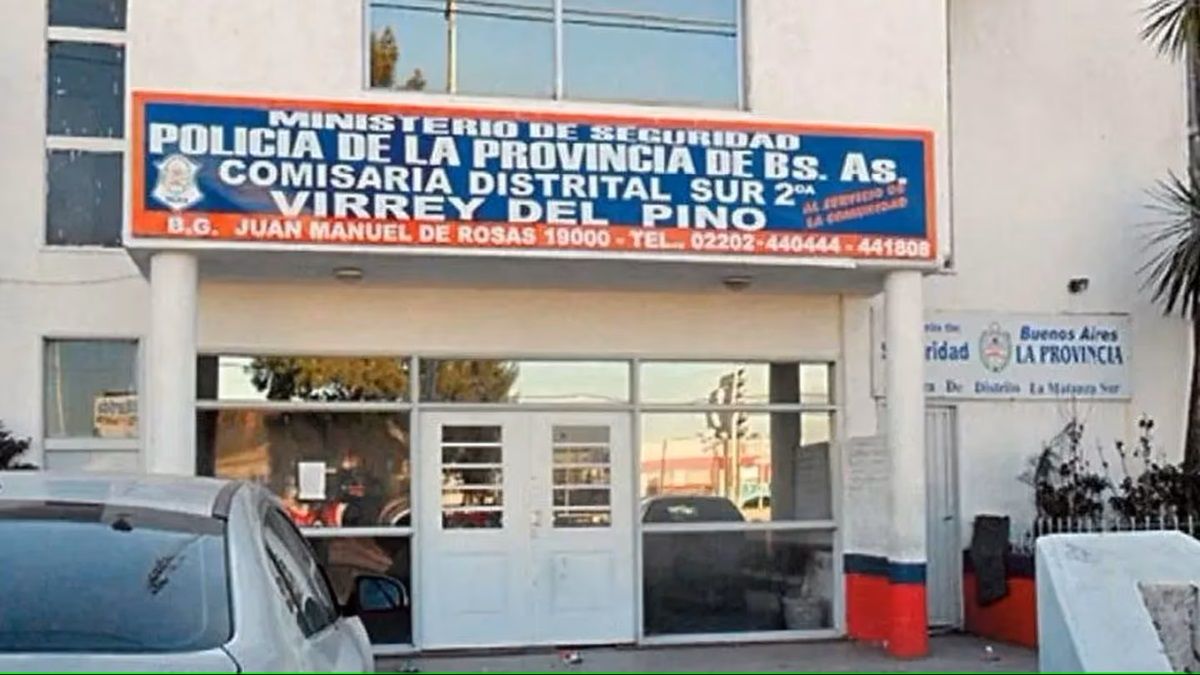 MINISTERIO DE SEGURIDAD
POLICIA DE LA PROVINCIA DE Bs. As.
COMISARIA DISTRITAL SUR 2DA
VIRREY DEL PINO
AL SERVICIO DE
LA COMUNIDAD
B.G. JUAN MANUEL DE ROSAS 19000 - TEL., 02202-440444 - 441808
ridad
Buenos Aires
LA PROVINCIA
De Distrito La Matanza Sur